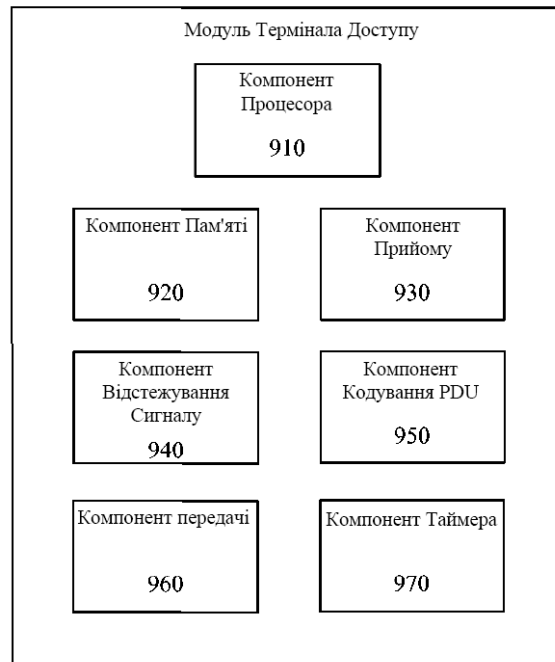 Модуль Термінала Доступу
Компонент
Процесора
910
Компонент Пам'яті
920
Компонент
Прийому
930
Компонент
Відстежування
Сигналу
940
Компонент
Кодування PDU
950
Компонент передачі
960
Компонент Таймера
970